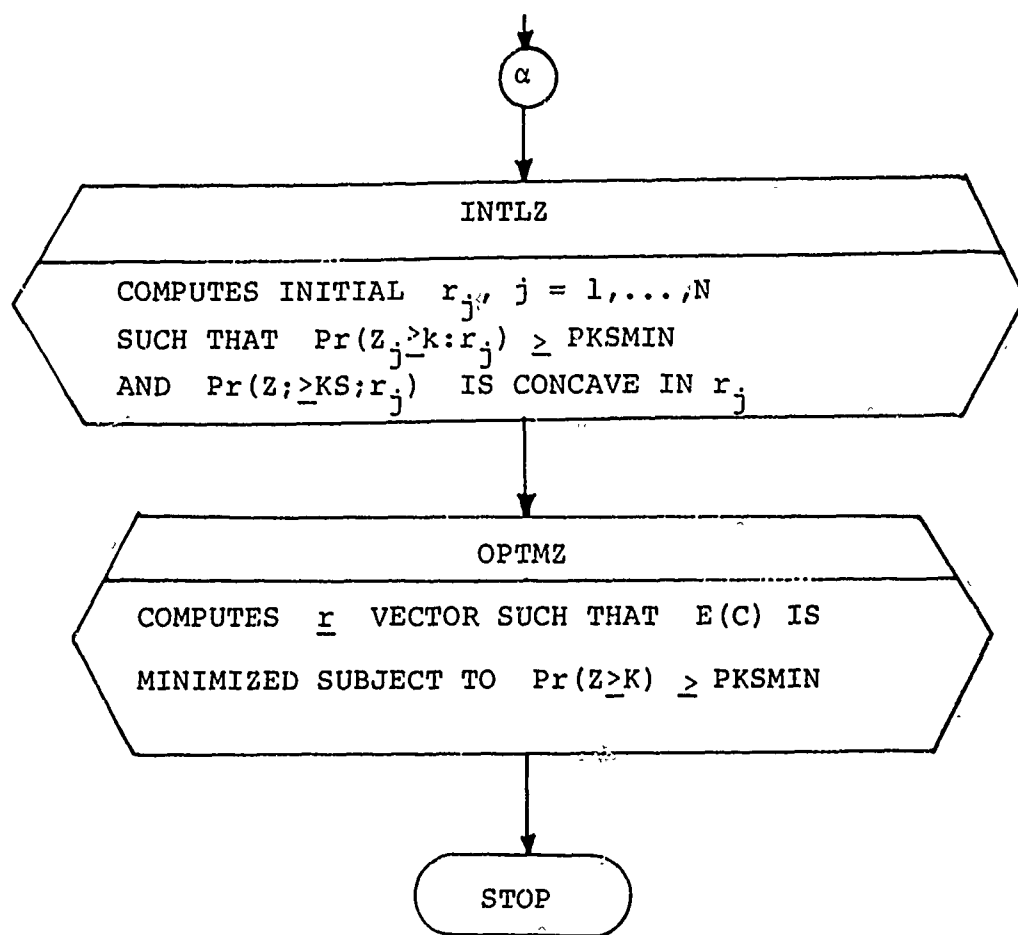 α
INTLZ
COMPUTES INITIAL r_j, j = 1,...,N
SUCH THAT Pr(Z_j≥k:r_j) ≥ PKSMIN
AND Pr(Z;≥KS;r_j) IS CONCAVE IN r_j
OPTMZ
COMPUTES r VECTOR SUCH THAT E(C) IS
MINIMIZED SUBJECT TO Pr(Z≥K) ≥ PKSMIN
STOP